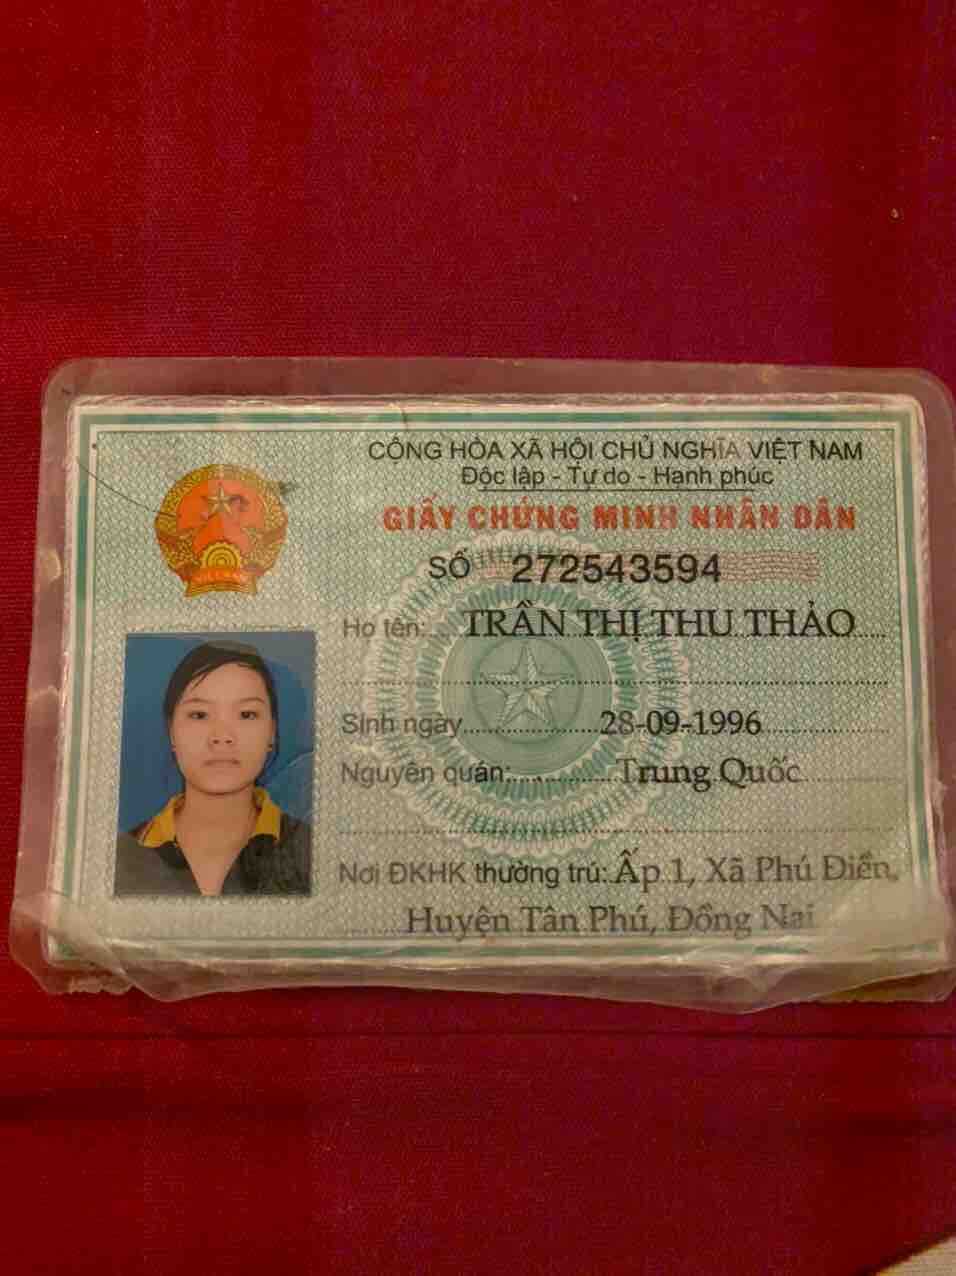 CỘNG HÒA XÃ HỘI CHỦ NGHĨA VIỆT NAM
Độc lập - Tự do - Hạnh phúc
GIẤY CHỨNG MINH NHÂN DÂN
SỐ 272543594
Họ tên: TRẦN THỊ THU THẢO
Sinh ngày 28-09-1996
Nguyên quán: Trung Quốc
Nơi ĐKHK thường trú: Ấp 1, Xã Phú Điền,
Huyện Tân Phú, Đồng Nai